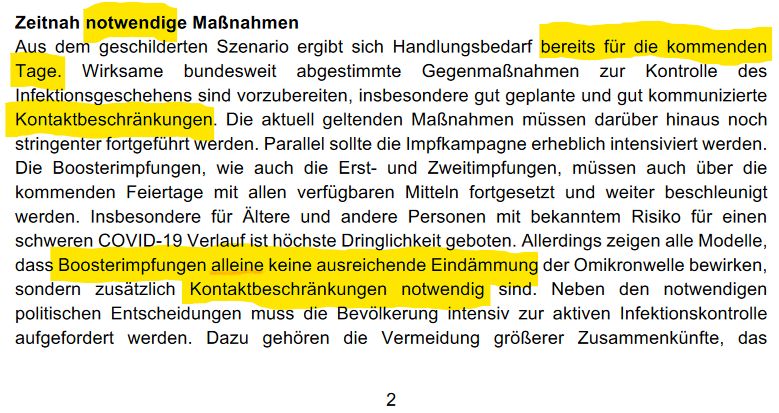 Zeitnah notwendige Maßnahmen
Aus dem geschilderten Szenario ergibt sich Handlungsbedarf bereits für die kommenden
Tage. Wirksame bundesweit abgestimmte Gegenmaßnahmen zur Kontrolle des
Infektionsgeschehens sind vorzubereiten, insbesondere gut geplante und gut kommunizierte
Kontaktbeschränkungen. Die aktuell geltenden Maßnahmen müssen darüber hinaus noch
stringenter fortgeführt werden. Parallel sollte die Impfkampagne erheblich intensiviert werden.
Die Boosterimpfungen, wie auch die Erst- und Zweitimpfungen, müssen auch über die
kommenden Feiertage mit allen verfügbaren Mitteln fortgesetzt und weiter beschleunigt
werden. Insbesondere für Ältere und andere Personen mit bekanntem Risiko für einen
schweren COVID-19 Verlauf ist höchste Dringlichkeit geboten. Allerdings zeigen alle Modelle,
dass Boosterimpfungen alleine keine ausreichende Eindämmung der Omikronwelle bewirken,
sondern zusätzlich Kontaktbeschränkungen notwendig sind. Neben den notwendigen
politischen Entscheidungen muss die Bevölkerung intensiv zur aktiven Infektionskontrolle
aufgefordert werden. Dazu gehören die Vermeidung größerer Zusammenkünfte, das
2